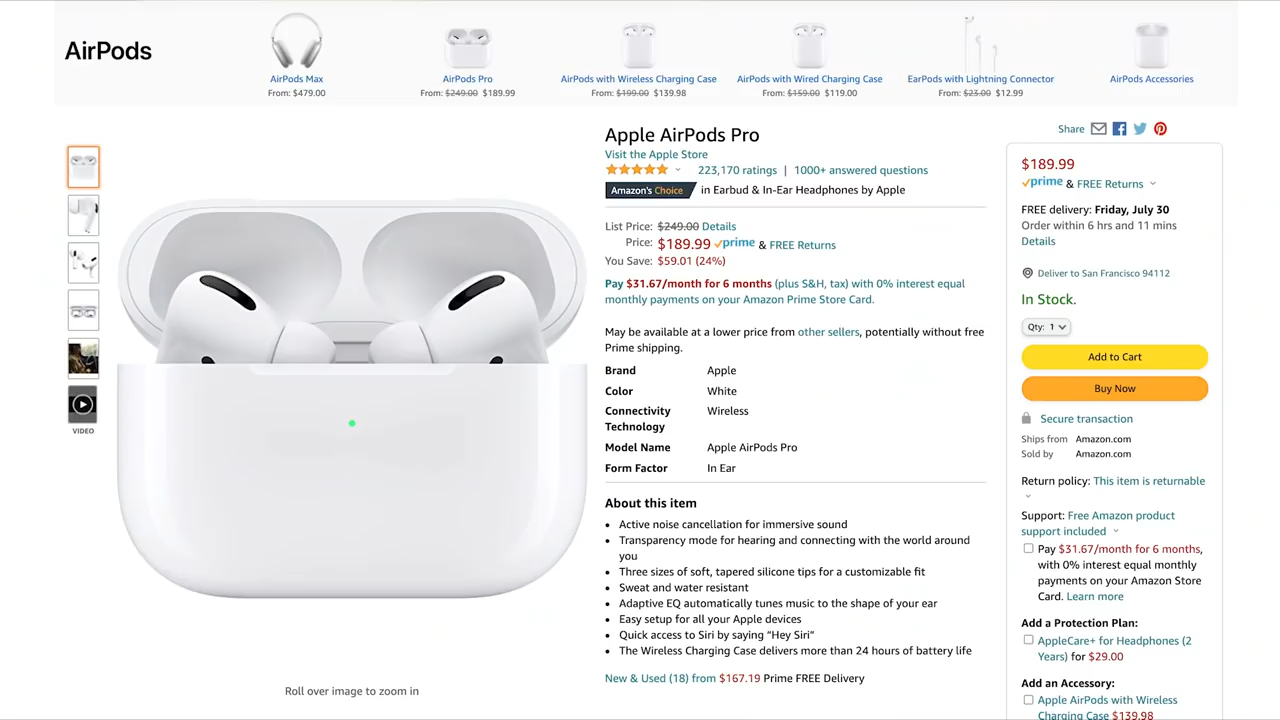 AirPods
AirPods Max
From: $479.00
AirPods Pro
From: $249.00 $189.99
AirPods with Wireless Charging Case
From: $199.00 $139.98
AirPods with Wired Charging Case
From: $159.00 $119.00
EarPods with Lightning Connector
From: $23.00 $12.99
AirPods Accessories
VIDEO
Roll over image to zoom in
Apple AirPods Pro
Visit the Apple Store
223,170 ratings | 1000+ answered questions
Amazon's Choice in Earbud & In-Ear Headphones by Apple
List Price: $249.00 Details
Price: $189.99 prime & FREE Returns
You Save: $59.01 (24%)
Pay $31.67/month for 6 months (plus S&H, tax) with 0% interest equal
monthly payments on your Amazon Prime Store Card.
May be available at a lower price from other sellers, potentially without free
Prime shipping.
Brand Apple
Color White
Connectivity Wireless
Technology
Model Name Apple AirPods Pro
Form Factor In Ear
About this item
• Active noise cancellation for immersive sound
• Transparency mode for hearing and connecting with the world around
you
• Three sizes of soft, tapered silicone tips for a customizable fit
• Sweat and water resistant
• Adaptive EQ automatically tunes music to the shape of your ear
• Easy setup for all your Apple devices
• Quick access to Siri by saying “Hey Siri”
• The Wireless Charging Case delivers more than 24 hours of battery life
New & Used (18) from $167.19 Prime FREE Delivery
Share
$189.99
prime & FREE Returns
FREE delivery: Friday, July 30
Order within 6 hrs and 11 mins
Details
Deliver to San Francisco 94112
In Stock.
Qty: 1
Add to Cart
Buy Now
Secure transaction
Ships from Amazon.com
Sold by Amazon.com
Return policy: This item is returnable
Support: Free Amazon product
support included
Pay $31.67/month for 6 months,
with 0% interest equal monthly
payments on your Amazon Store
Card. Learn more
Add a Protection Plan:
AppleCare+ for Headphones (2
Years) for $29.00
Add an Accessory:
Apple AirPods with Wireless
Charging Case $139.98